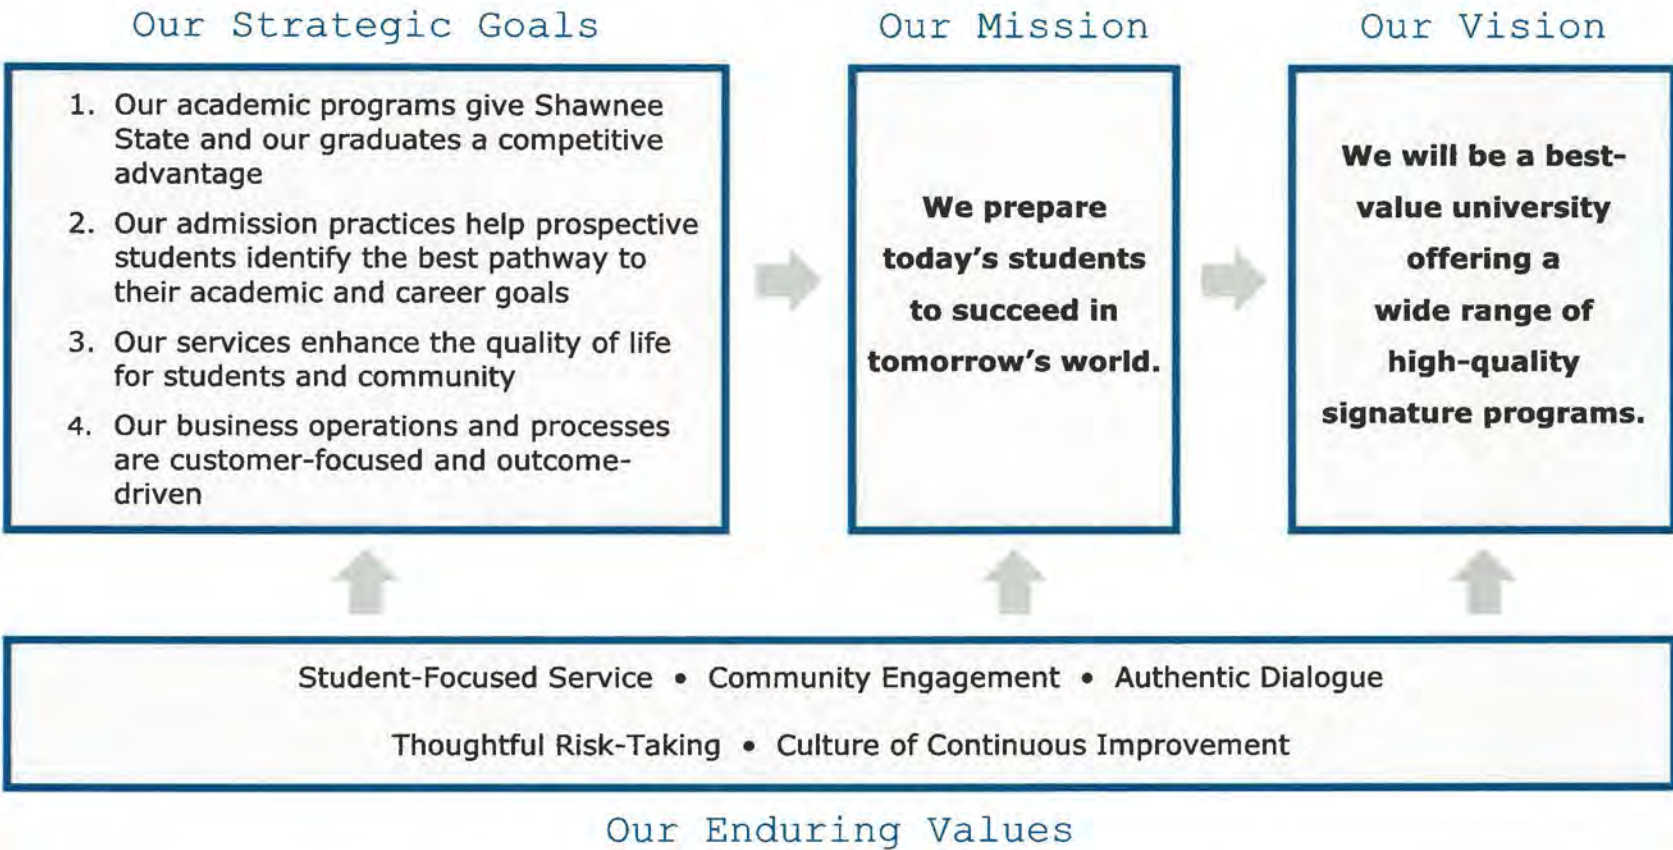 Our Strategic Goals
1. Our academic programs give Shawnee
State and our graduates a competitive
advantage
2. Our admission practices help prospective
students identify the best pathway to
their academic and career goals
3. Our services enhance the quality of life
for students and community
4. Our business operations and processes
are customer-focused and outcome-
driven
Our Mission
We prepare
today's students
to succeed in
tomorrow's world.
Our Vision
We will be a best-
value university
offering a
wide range of
high-quality
signature programs.
Student-Focused Service • Community Engagement • Authentic Dialogue
Thoughtful Risk-Taking • Culture of Continuous Improvement
Our Enduring Values